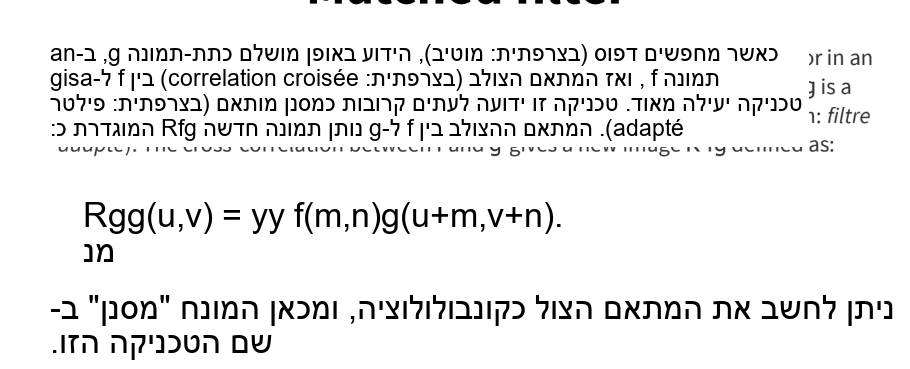 Matched filter
כאשר מחפשים דפוס (בצרפתית: מוטיב), הידוע באופן מושלם כתת-תמונה g, ב-an
or in an
תמונה f , ואז המתאם הצולב (בצרפתית: correlation croisée) בין f ל-gisa
g is a
טכניקה יעילה מאוד. טכניקה זו ידועה לעתים קרובות כמסנן מותאם (בצרפתית: פילטר
n: filtre
adapté). המתאם ההצולב בין f ל-g נותן תמונה חדשה Rfg המוגדרת כ:
adapté). The cross-correlation between f and g gives a new image R fg defined as:
Rgg(u,v) = yy f(m,n)g(u+m,v+n).
מנ
ניתן לחשב את המתאם הצול כקונבולולוציה, ומכאן המונח "מסנן" ב-
שם הטכניקה הזו.